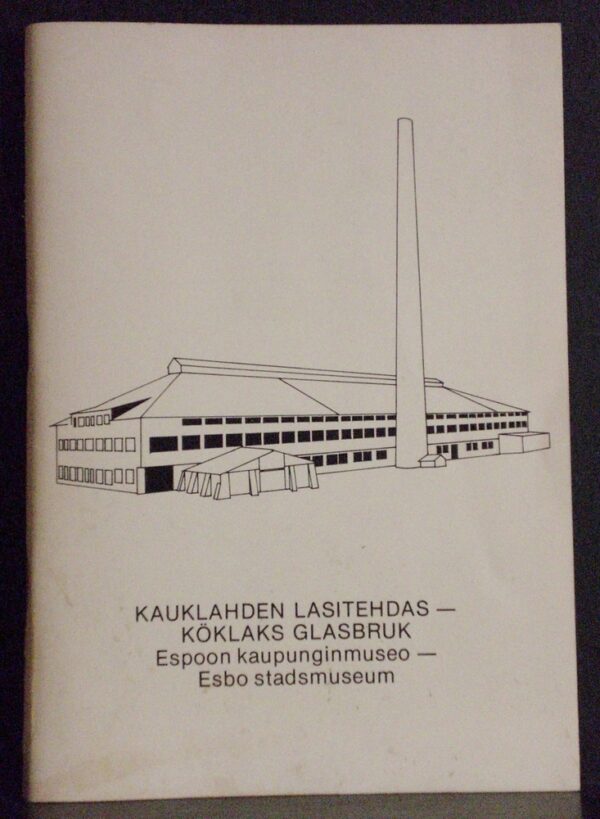 KAUKLAHDEN LASITEHDAS —
KÖKLAKS GLASBRUK
Espoon kaupunginmuseo —
Esbo stadsmuseum